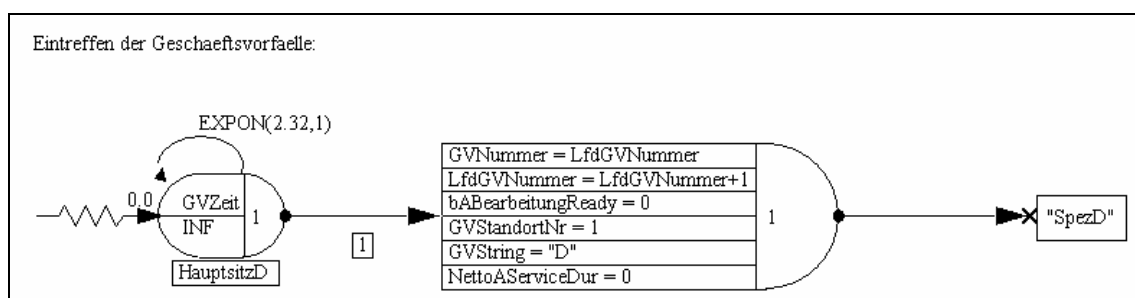 Eintreffen der Geschaeftsvorfaelle:
EXPON(2.32,1)
0.0
GVZeit
INF
1
HauptsitzD
1
GVNummer = LfdGVNummer
LfdGVNummer = LfdGVNummer+1
bABearbeitungReady = 0
GVStandortNr = 1
GVString = "D"
NettoAServiceDur = 0
1
"SpezD"